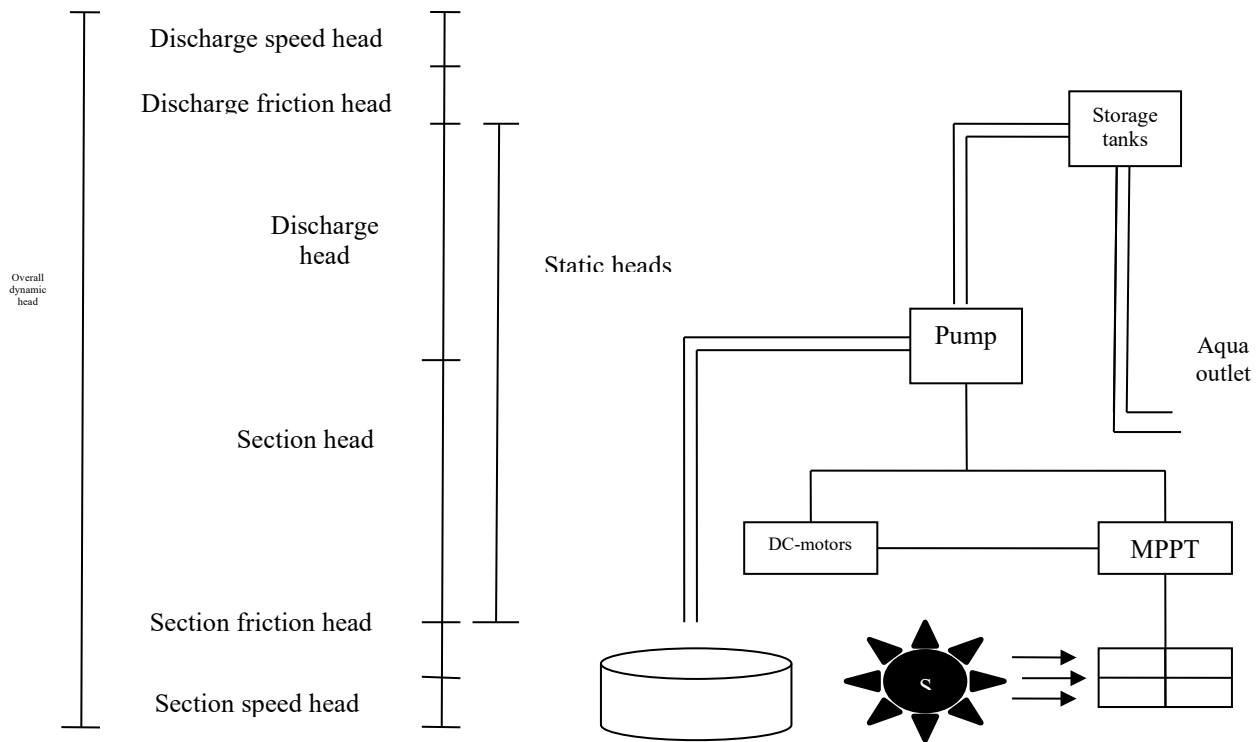 Discharge speed head
Discharge friction head
Discharge
head
Static heads
Overall
dynamic
head
Section head
Section friction head
Section speed head
Storage
tanks
Pump
Aqua
outlet
DC-motors
MPPT
S